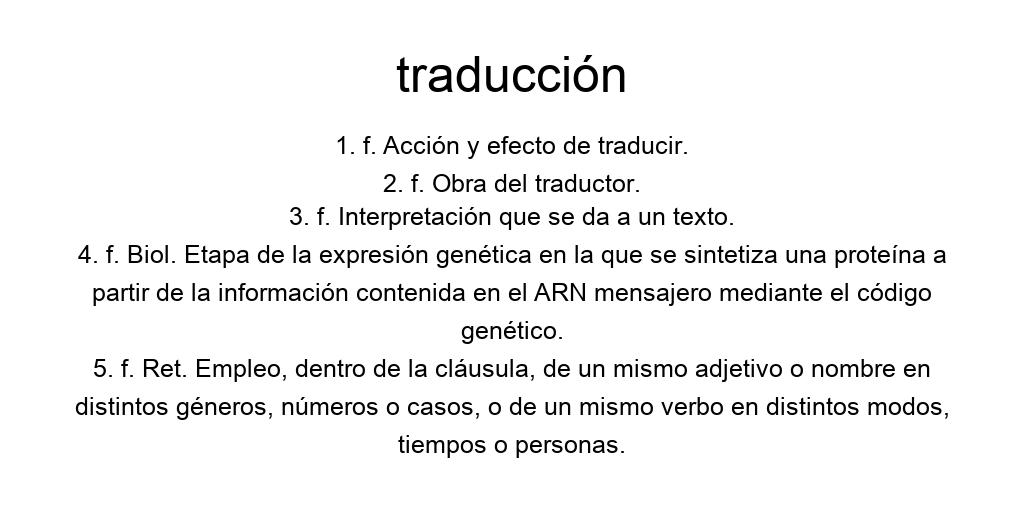 traducción
1. f. Acción y efecto de traducir.
2. f. Obra del traductor.
3. f. Interpretación que se da a un texto.
4. f. Biol. Etapa de la expresión genética en la que se sintetiza una proteína a
partir de la información contenida en el ARN mensajero mediante el código
genético.
5. f. Ret. Empleo, dentro de la cláusula, de un mismo adjetivo o nombre en
distintos géneros, números o casos, o de un mismo verbo en distintos modos,
tiempos o personas.